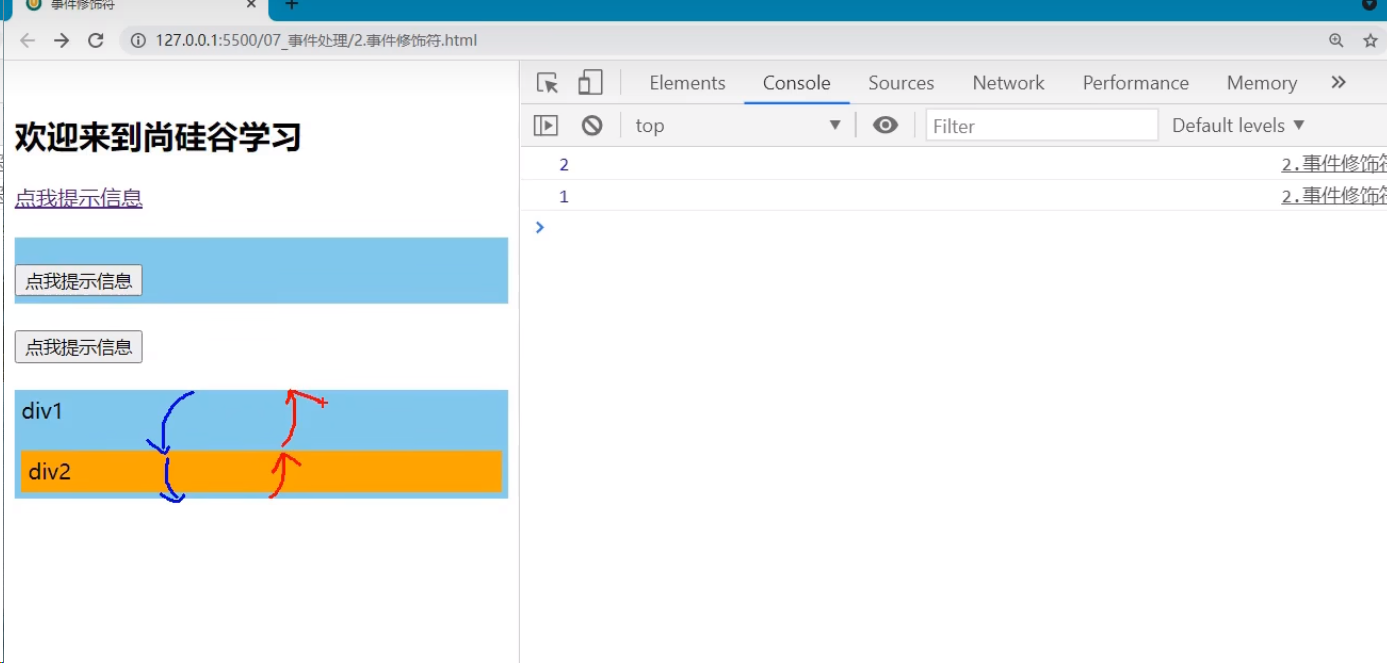 事件修饰符
127.0.0.1:5500/07_事件处理/2.事件修饰符.html
欢迎来到尚硅谷学习
点我提示信息
点我提示信息
点我提示信息
div1
div2
Elements Console Sources Network Performance Memory
top Filter Default levels
2 2.事件修饰符
1 2.事件修饰符